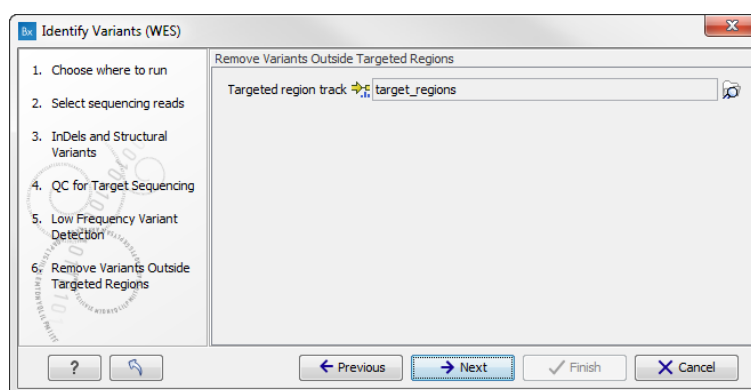 Bx Identify Variants (WES)
1. Choose where to run
2. Select sequencing reads
3. InDels and Structural
Variants
4. QC for Target Sequencing
5. Low Frequency Variant
Detection
6. Remove Variants Outside
Targeted Regions
Remove Variants Outside Targeted Regions
Targeted region track target_regions
?
Previous
Next
Finish
Cancel